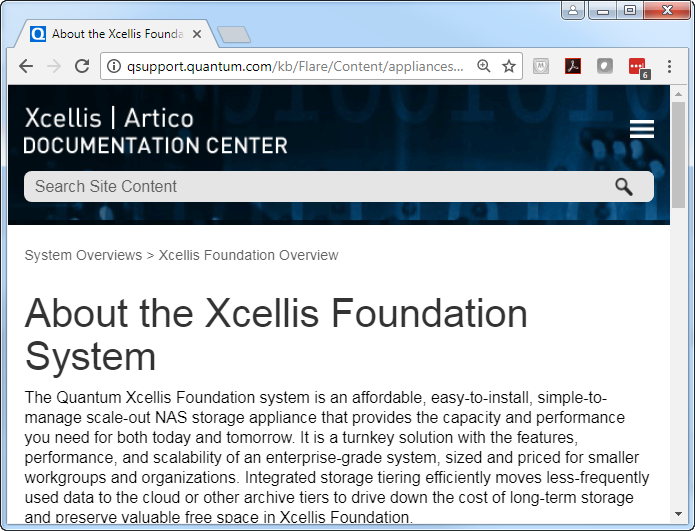 About the Xcellis Founda
qsupport.quantum.com/kb/Flare/Content/appliances...
6
Xcellis | Artico
DOCUMENTATION CENTER
Search Site Content
System Overviews > Xcellis Foundation Overview
About the Xcellis Foundation
System
The Quantum Xcellis Foundation system is an affordable, easy-to-install, simple-to-
manage scale-out NAS storage appliance that provides the capacity and performance
you need for both today and tomorrow. It is a turnkey solution with the features,
performance, and scalability of an enterprise-grade system, sized and priced for smaller
workgroups and organizations. Integrated storage tiering efficiently moves less-frequently
used data to the cloud or other archive tiers to drive down the cost of long-term storage
and preserve valuable free space in Xcellis Foundation.